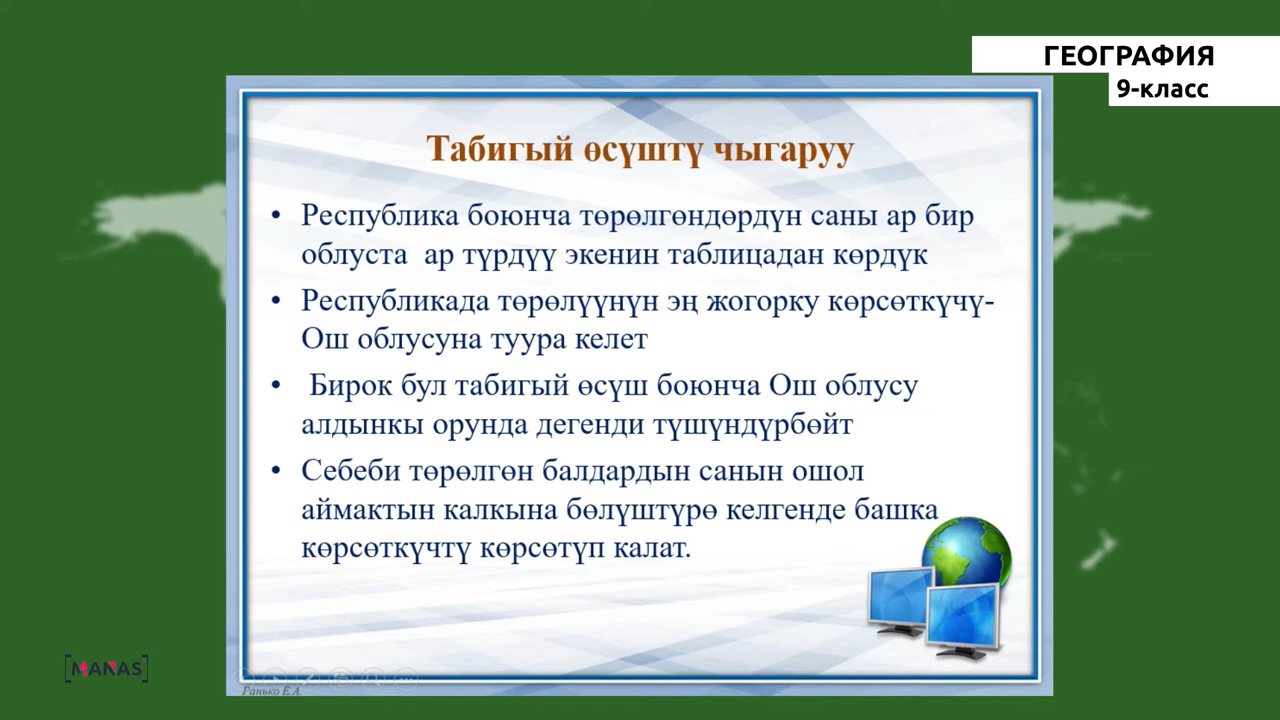 ГЕОГРАФИЯ
9-класс
Табигый өсүштү чыгаруу
• Республика боюнча төрөлгөндөрдүн саны ар бир
облуста ар түрдүү экенин таблицадан көрдүк
• Республикада төрөлүүнүн эң жогорку көрсөткүчү-
Ош облусуна туура келет
• Бирок бул табигый өсүш боюнча Ош облусу
алдынкы орунда дегенди түшүндүрбөйт
• Себеби төрөлгөн балдардын санын ошол
аймактын калкына бөлүштүрө келгенде башка
көрсөткүчтү көрсөтүп калат.
[MANAS]
Ранько Е.А.